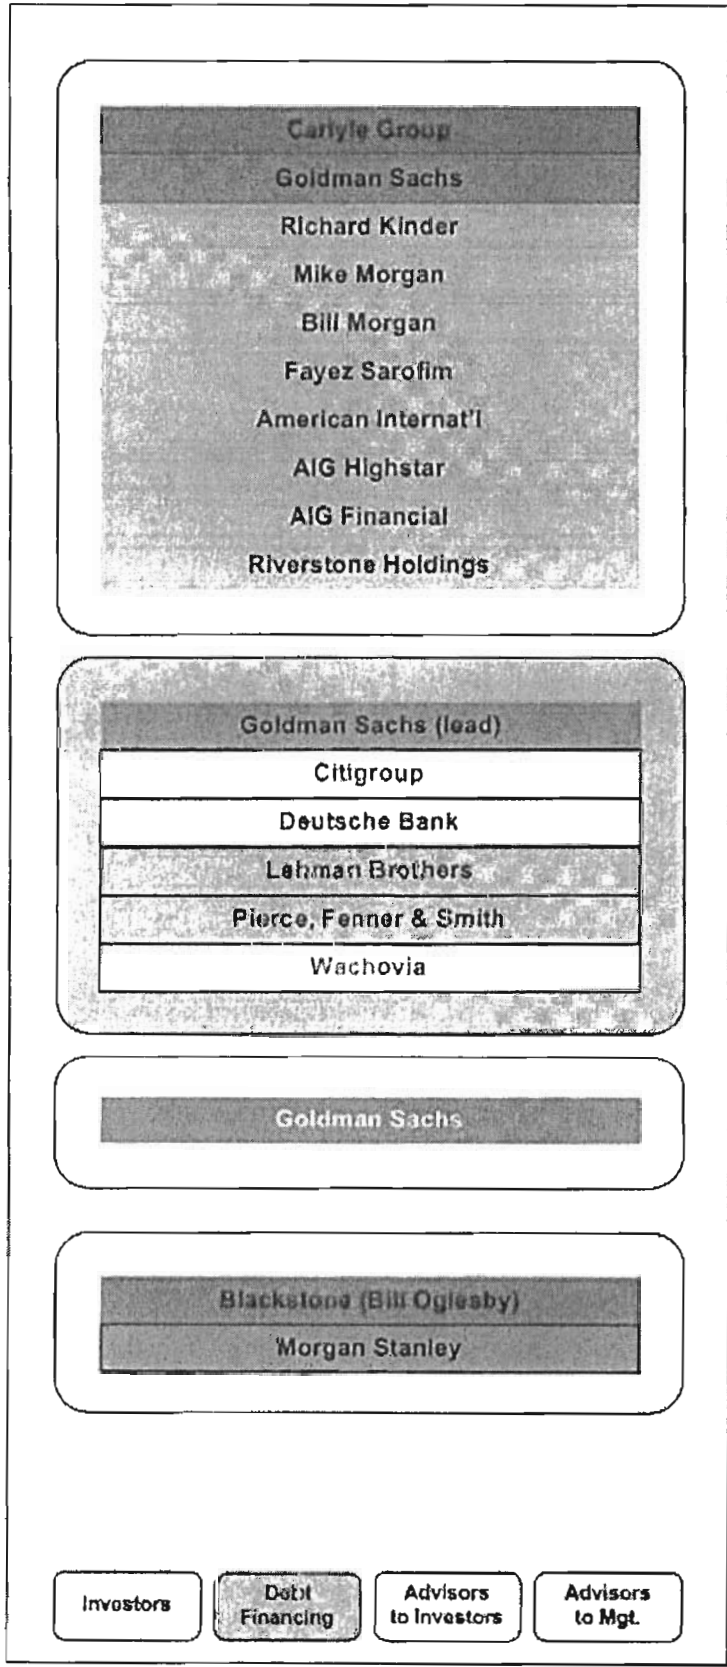 Carlyle Group
Goldman Sachs
Richard Kinder
Mike Morgan
Bill Morgan
Fayez Sarofim
American Internat'l
AIG Highstar
AIG Financial
Riverstone Holdings
Goldman Sachs (lead)
Citigroup
Deutsche Bank
Lehman Brothers
Pierce, Fenner & Smith
Wachovia
Goldman Sachs
Blackstone (Bill Oglesby)
Morgan Stanley
Investors
Debt
Financing
Advisors
to Investors
Advisors
to Mgt.